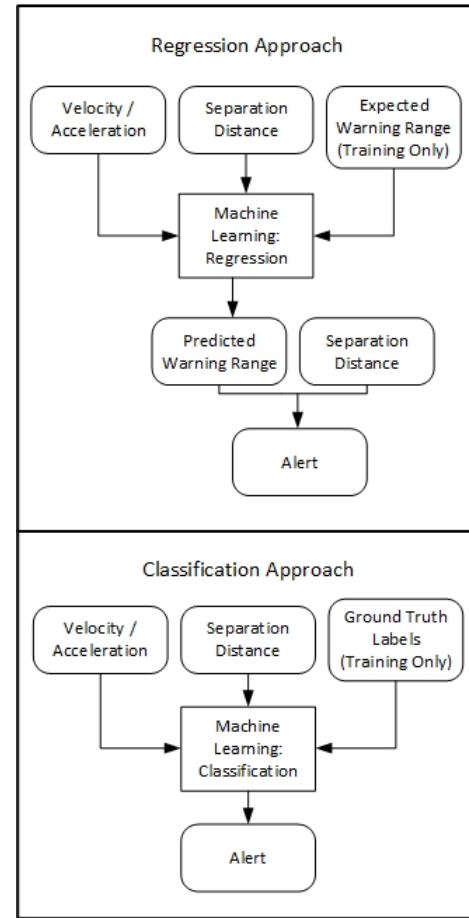 Regression Approach
Velocity /
Acceleration
Separation
Distance
Expected
Warning Range
(Training Only)
Machine
Learning:
Regression
Predicted
Warning Range
Separation
Distance
Alert
Classification Approach
Velocity /
Acceleration
Separation
Distance
Ground Truth
Labels
(Training Only)
Machine
Learning:
Classification
Alert